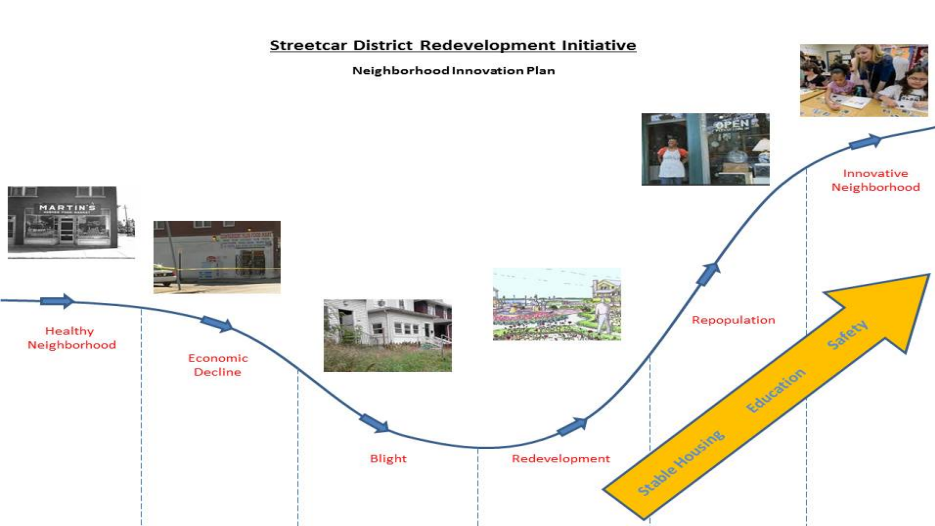 Streetcar District Redevelopment Initiative
Neighborhood Innovation Plan
MARTIN'S
OPEN
Healthy
Neighborhood
Economic
Decline
Blight
Redevelopment
Repopulation
Innovative
Neighborhood
Stable Housing Education Safety